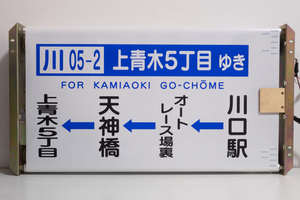 川 05-2 上青木5丁目 ゆき
FOR KAMIAOKI GO-CHŌME
川口駅
オートレース場裏
天神橋
上青木5丁目